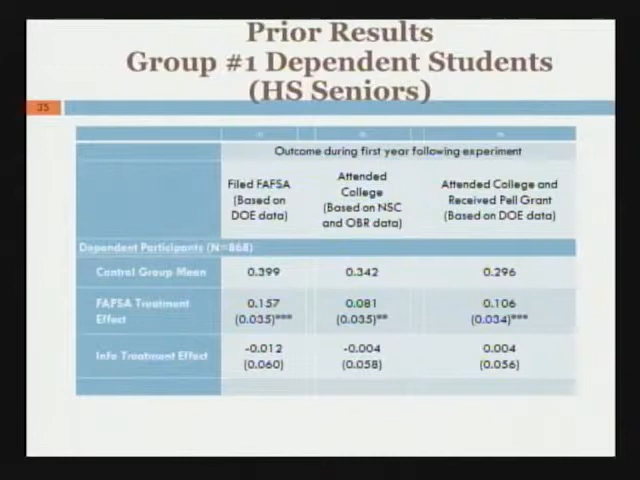 Prior Results
Group #1 Dependent Students
(HS Seniors)
35
Outcome during first year following experiment
Filed FAFSA
(Based on
DOE data)
Attended
College
(Based on NSC
and OBR data)
Attended College and
Received Pell Grant
(Based on DOE data)
Dependent Participants (N=868)
Control Group Mean
0.399
0.342
0.296
FAFSA Treatment
Effect
0.157
(0.035)***
0.081
(0.035)**
0.106
(0.034)***
Info Treatment Effect
-0.012
(0.060)
-0.004
(0.058)
0.004
(0.056)